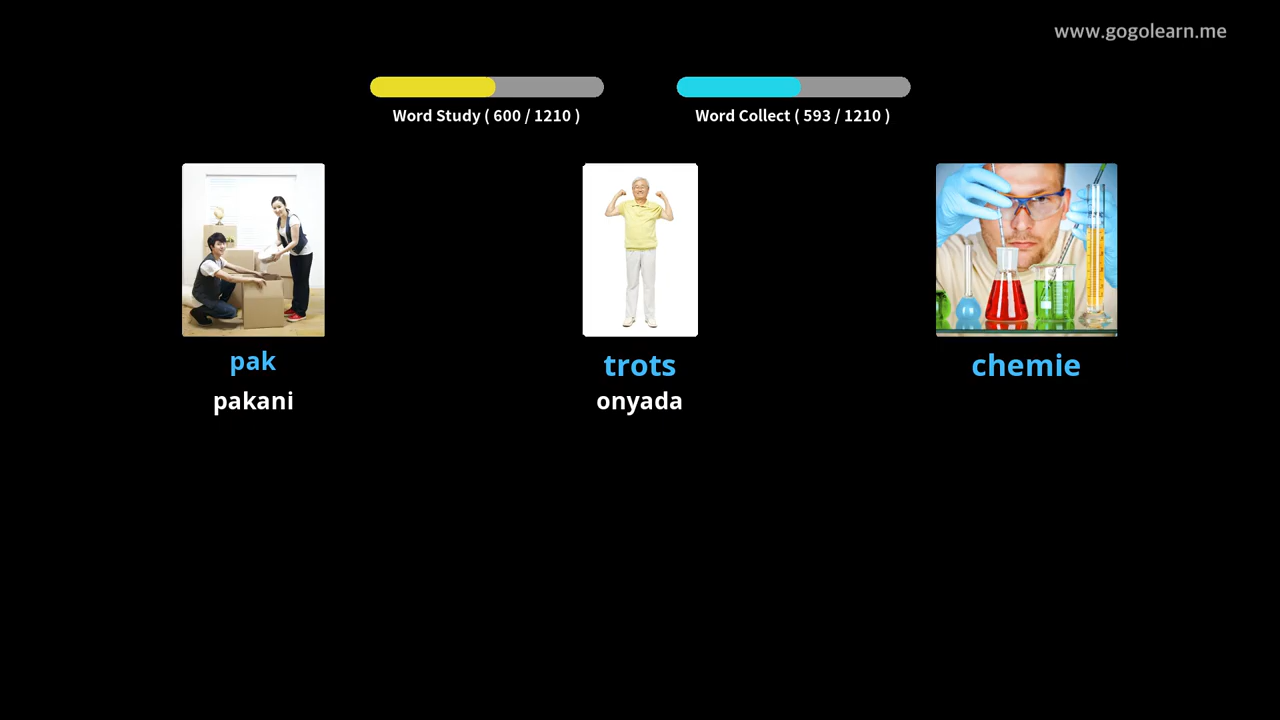 www.gogolearn.me
Word Study ( 600 / 1210 )
Word Collect ( 593 / 1210 )
pak
trots
chemie
pakani
onyada